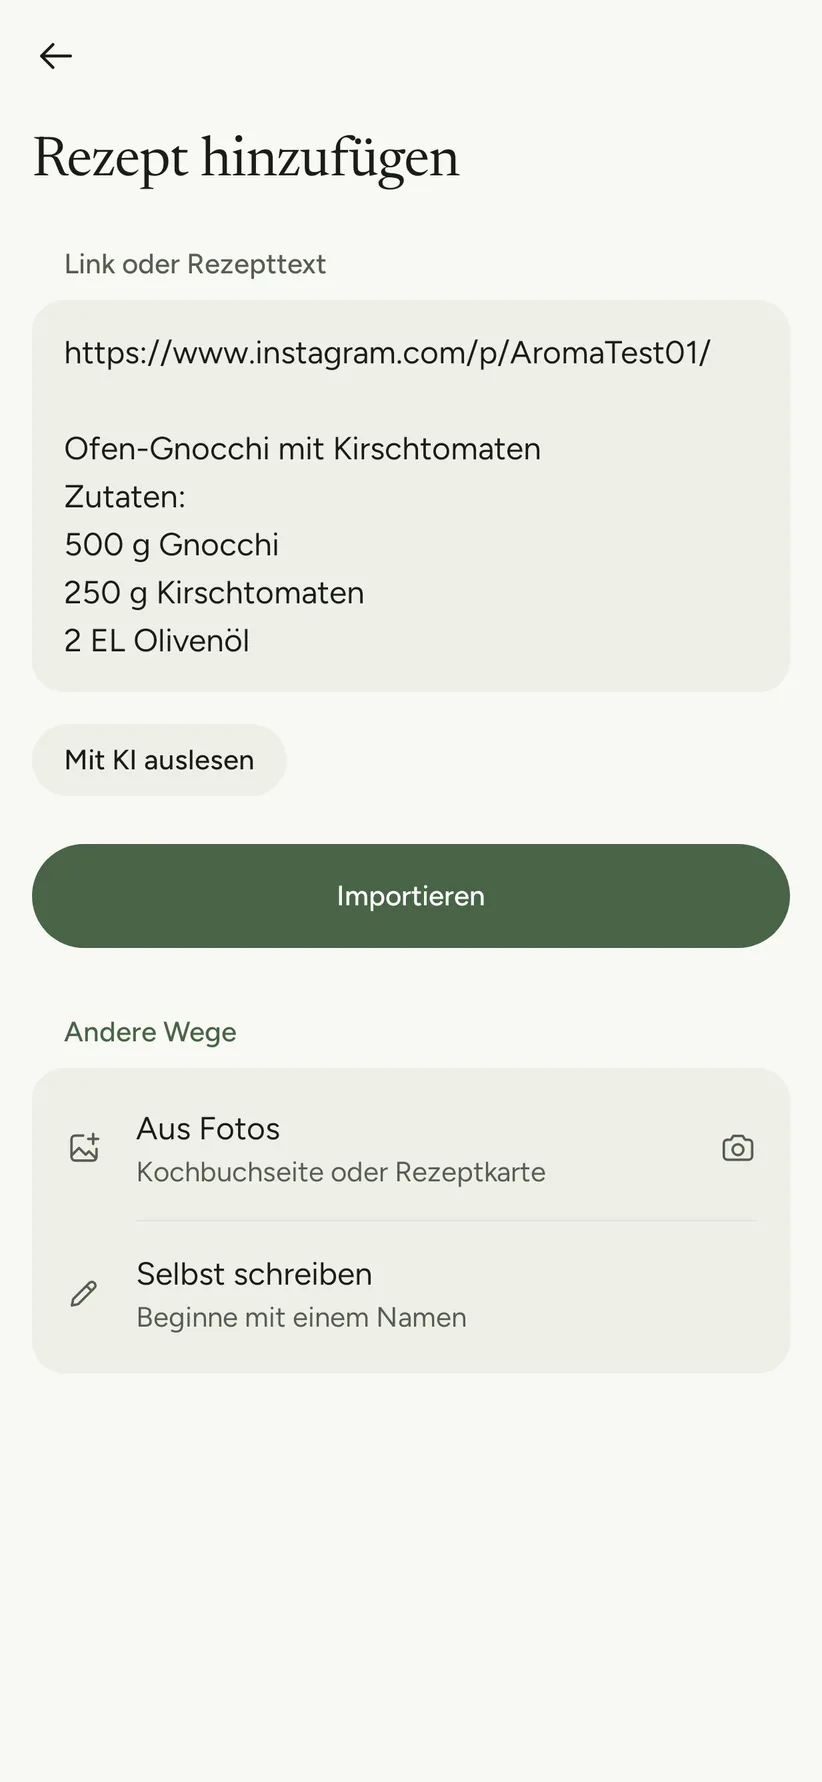 Rezept hinzufügen
Link oder Rezepttext
https://www.instagram.com/p/AromaTest01/
Ofen-Gnocchi mit Kirschtomaten
Zutaten:
500 g Gnocchi
250 g Kirschtomaten
2 EL Olivenöl
Mit KI auslesen
Importieren
Andere Wege
Aus Fotos
Kochbuchseite oder Rezeptkarte
Selbst schreiben
Beginne mit einem Namen